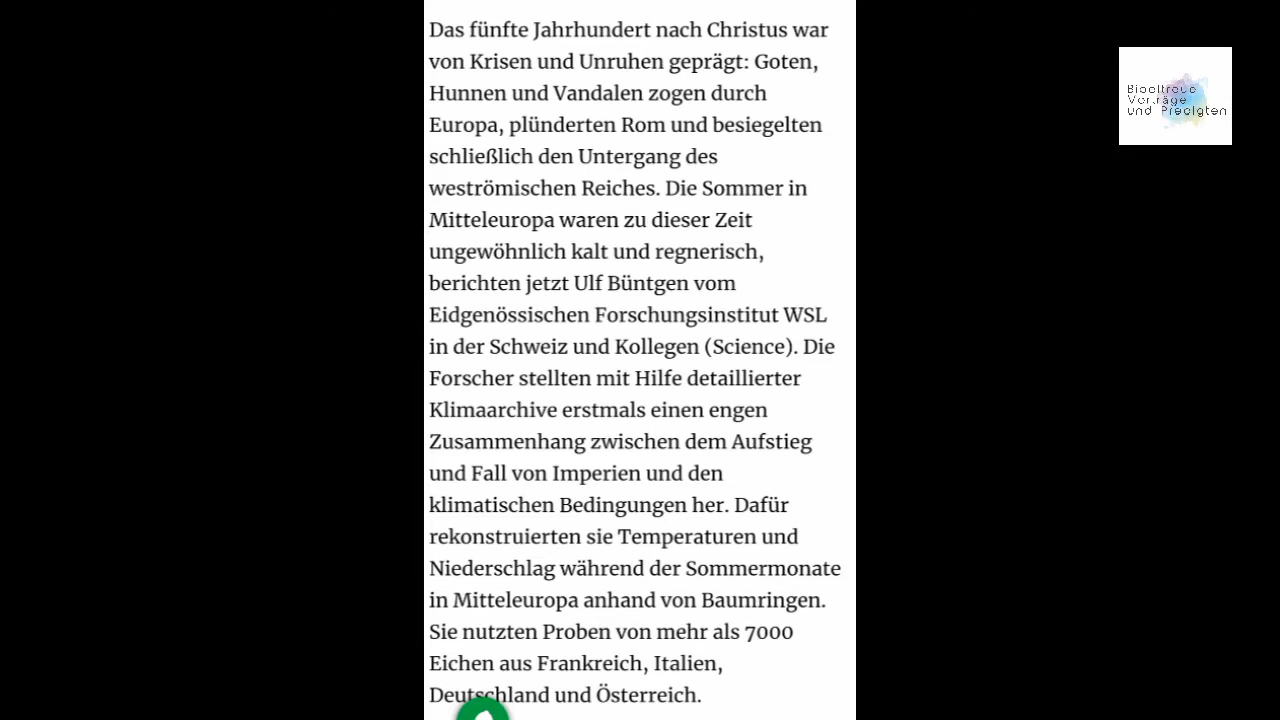 Das fünfte Jahrhundert nach Christus war
von Krisen und Unruhen geprägt: Goten,
Hunnen und Vandalen zogen durch
Europa, plünderten Rom und besiegelten
schließlich den Untergang des
weströmischen Reiches. Die Sommer in
Mitteleuropa waren zu dieser Zeit
ungewöhnlich kalt und regnerisch,
berichten jetzt Ulf Büntgen vom
Eidgenössischen Forschungsinstitut WSL
in der Schweiz und Kollegen (Science). Die
Forscher stellten mit Hilfe detaillierter
Klimaarchive erstmals einen engen
Zusammenhang zwischen dem Aufstieg
und Fall von Imperien und den
klimatischen Bedingungen her. Dafür
rekonstruierten sie Temperaturen und
Niederschlag während der Sommermonate
in Mitteleuropa anhand von Baumringen.
Sie nutzten Proben von mehr als 7000
Eichen aus Frankreich, Italien,
Deutschland und Österreich.
Bibeltreue
Vorträge
und Predigten